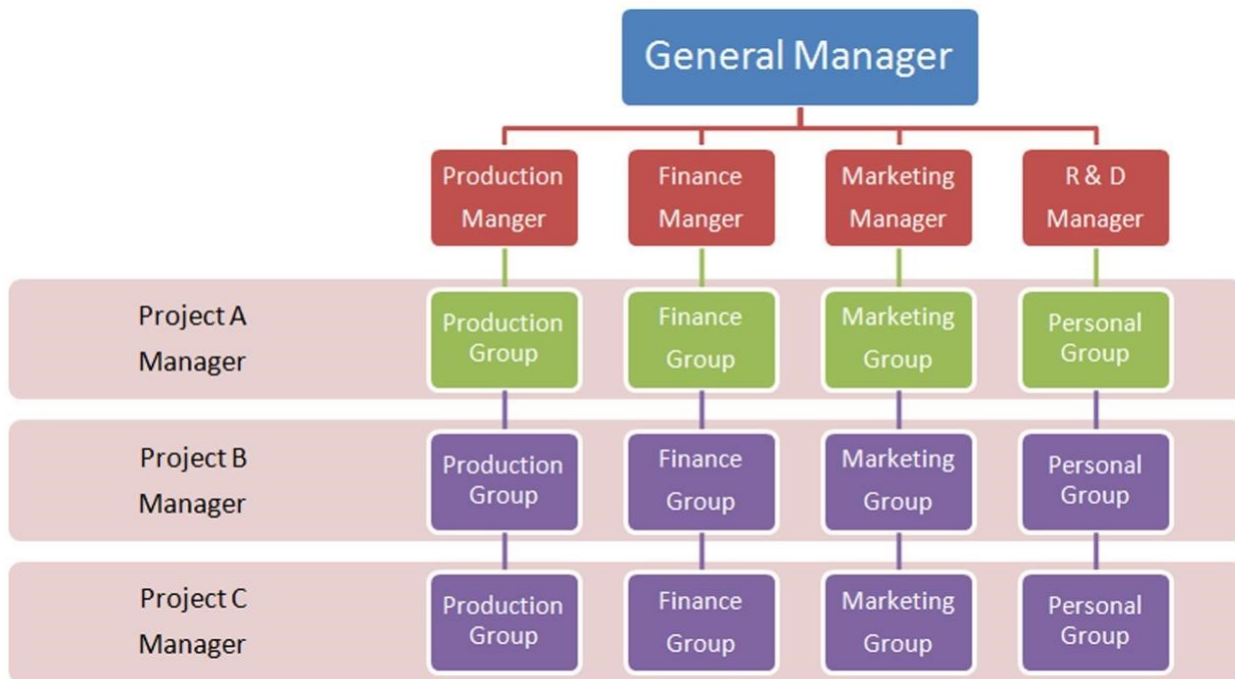 General Manager
Production
Manger
Finance
Manger
Marketing
Manager
R & D
Manager
Project A
Manager
Production
Group
Finance
Group
Marketing
Group
Personal
Group
Project B
Manager
Production
Group
Finance
Group
Marketing
Group
Personal
Group
Project C
Manager
Production
Group
Finance
Group
Marketing
Group
Personal
Group